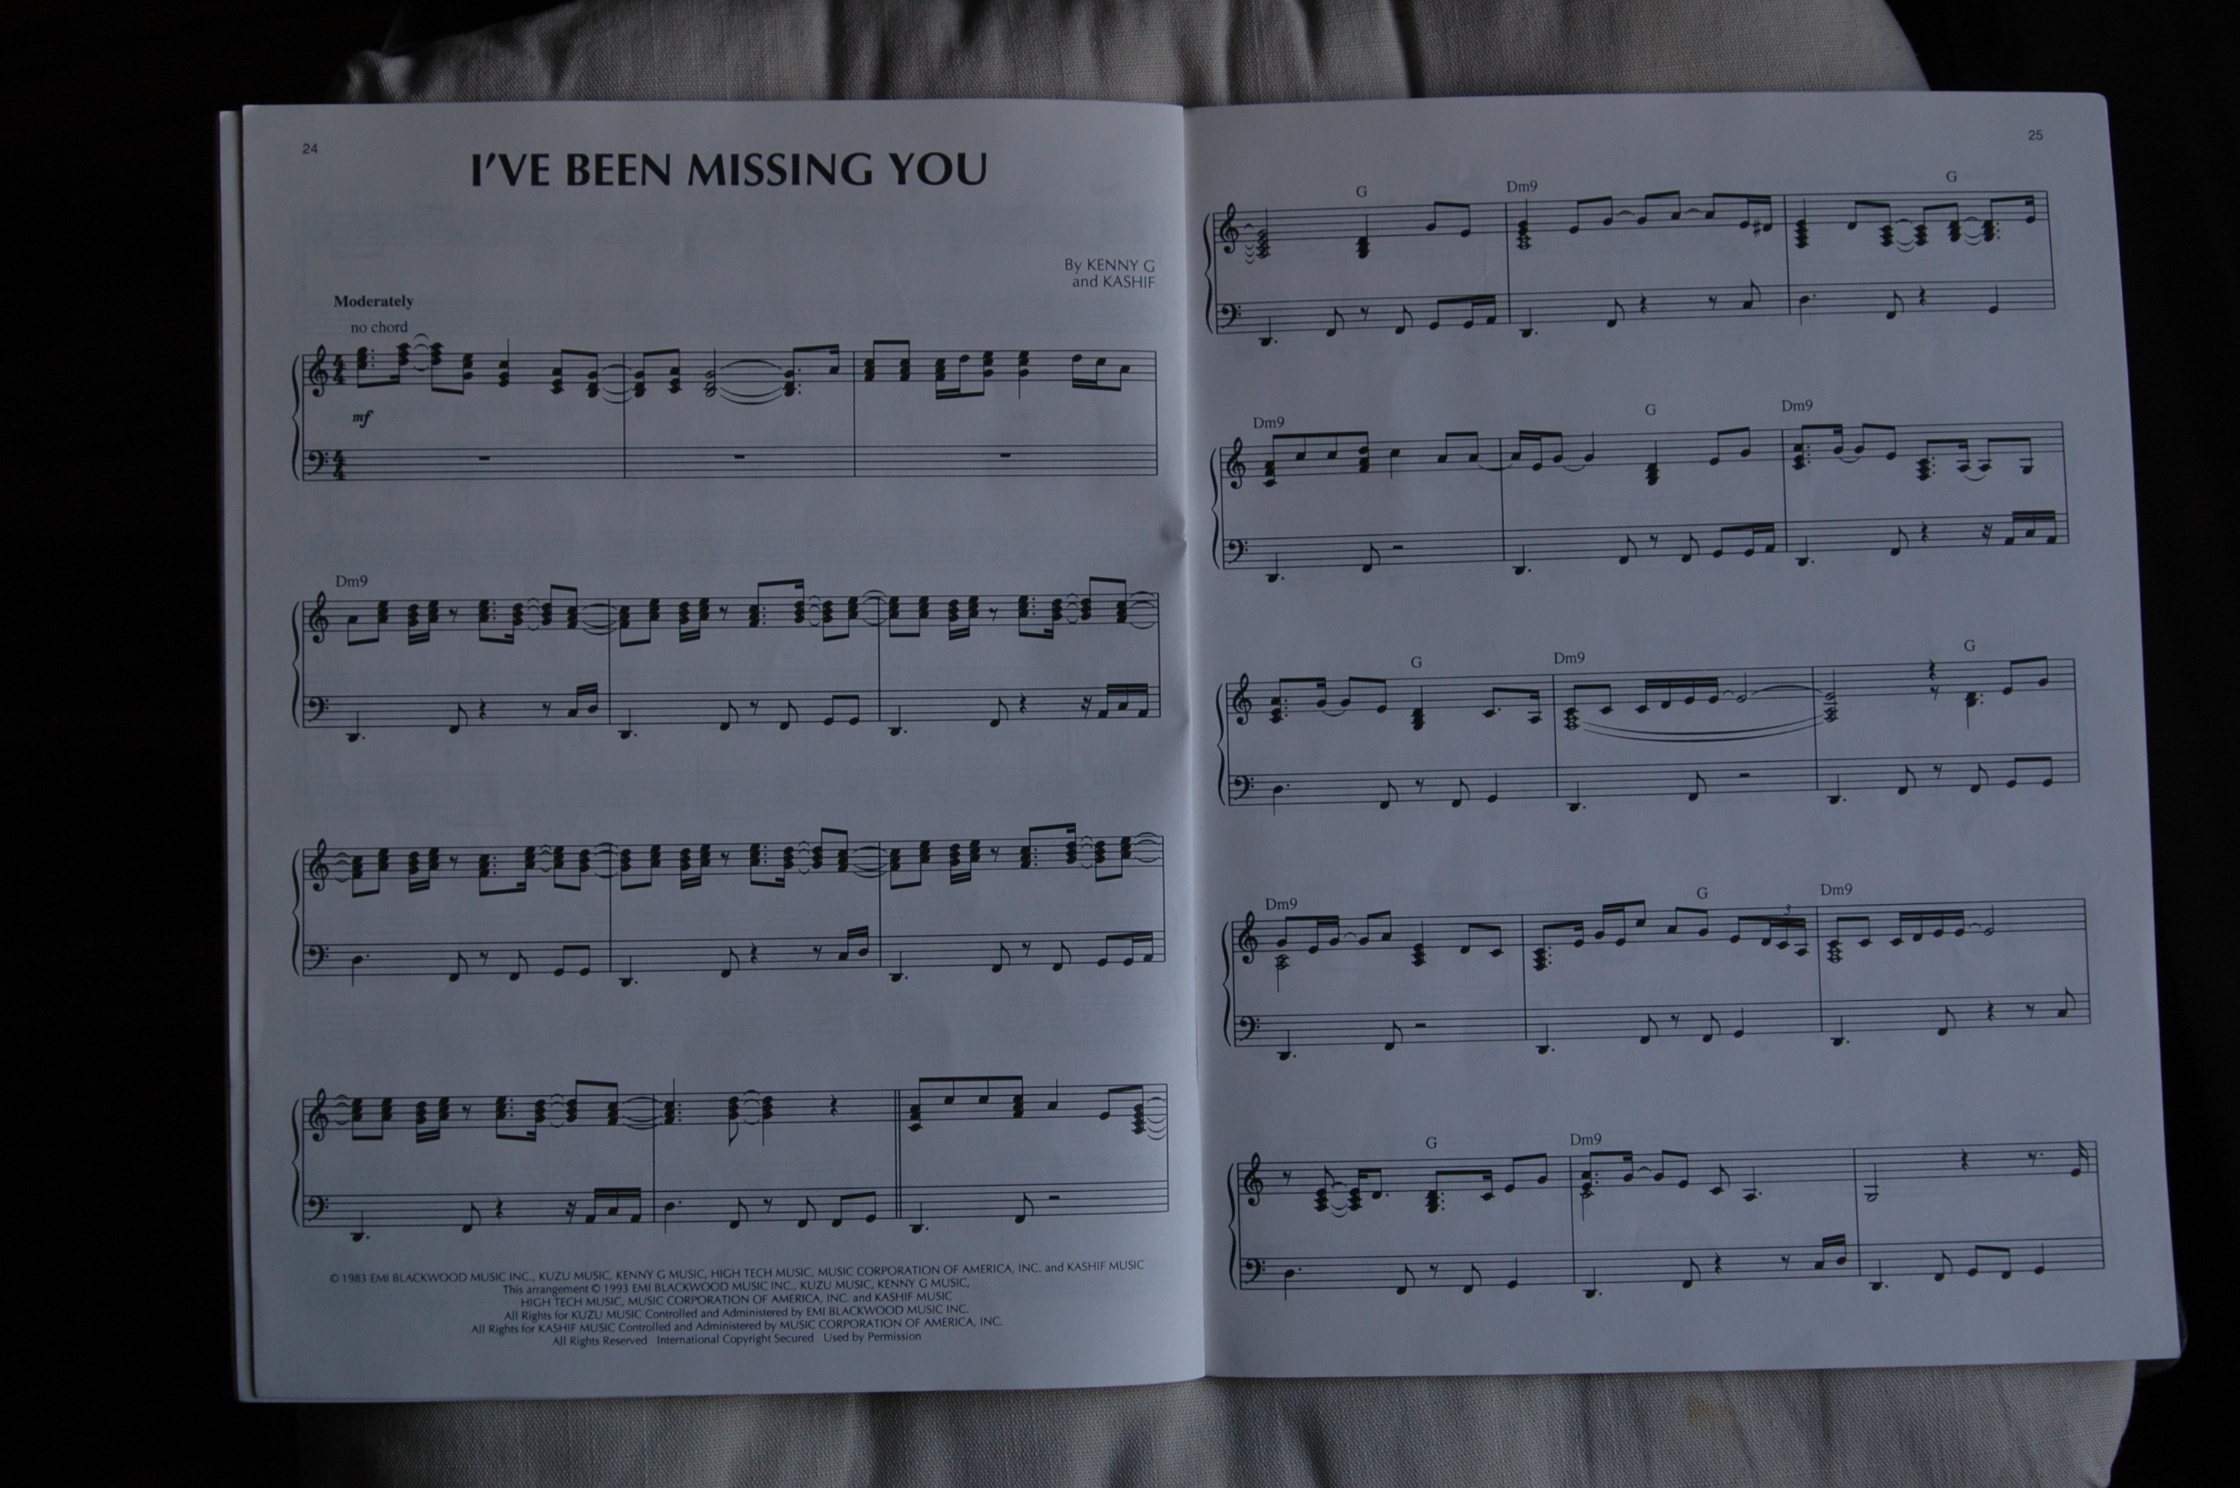 24
I'VE BEEN MISSING YOU
By KENNY G
and KASHIF
Moderately
no chord
mf
Dm9
© 1983 EMI BLACKWOOD MUSIC INC., KUZU MUSIC, KENNY G MUSIC, HIGH TECH MUSIC, MUSIC CORPORATION OF AMERICA, INC. and KASHIF MUSIC
This arrangement © 1993 EMI BLACKWOOD MUSIC INC., KUZU MUSIC, KENNY G MUSIC,
HIGH TECH MUSIC, MUSIC CORPORATION OF AMERICA, INC. and KASHIF MUSIC
All Rights for KUZU MUSIC Controlled and Administered by EMI BLACKWOOD MUSIC INC.
All Rights for KASHIF MUSIC Controlled and Administered by MUSIC CORPORATION OF AMERICA, INC.
All Rights Reserved International Copyright Secured Used by Permission
25
G Dm9 G
Dm9 G Dm9
G Dm9 G
Dm9 G Dm9
3
G Dm9